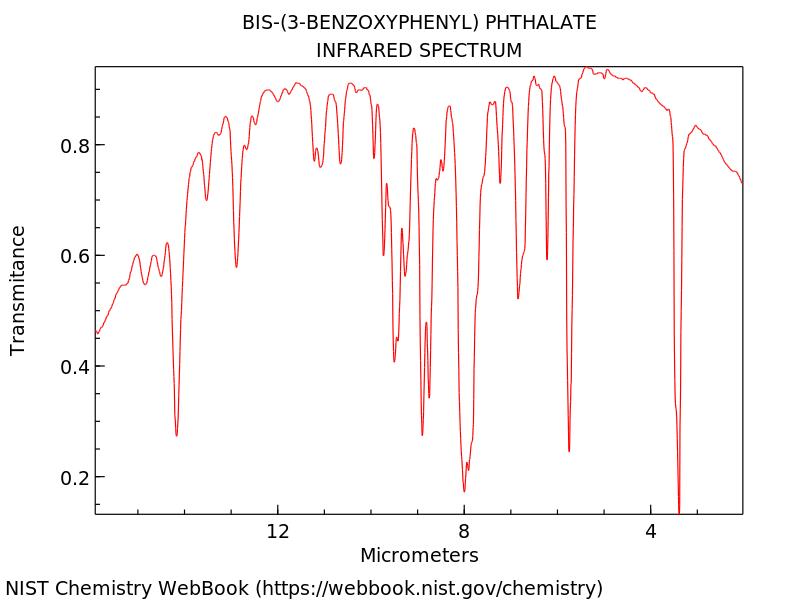 BIS-(3-BENZOXYPHENYL) PHTHALATE
INFRARED SPECTRUM
Transmitance
0.8
0.6
0.4
0.2
12 8 4
Micrometers
NIST Chemistry WebBook (https://webbook.nist.gov/chemistry)